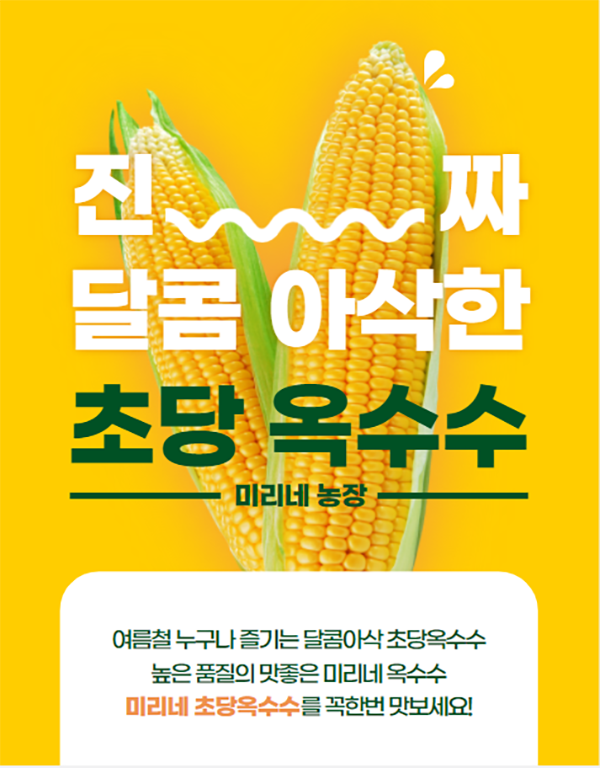 진 짜
달콤 아삭한
초당 옥수수
미리네 농장
여름철 누구나 즐기는 달콤아삭 초당옥수수
높은 품질의 맛좋은 미리네 옥수수
미리네 초당옥수수를 꼭한번 맛보세요!